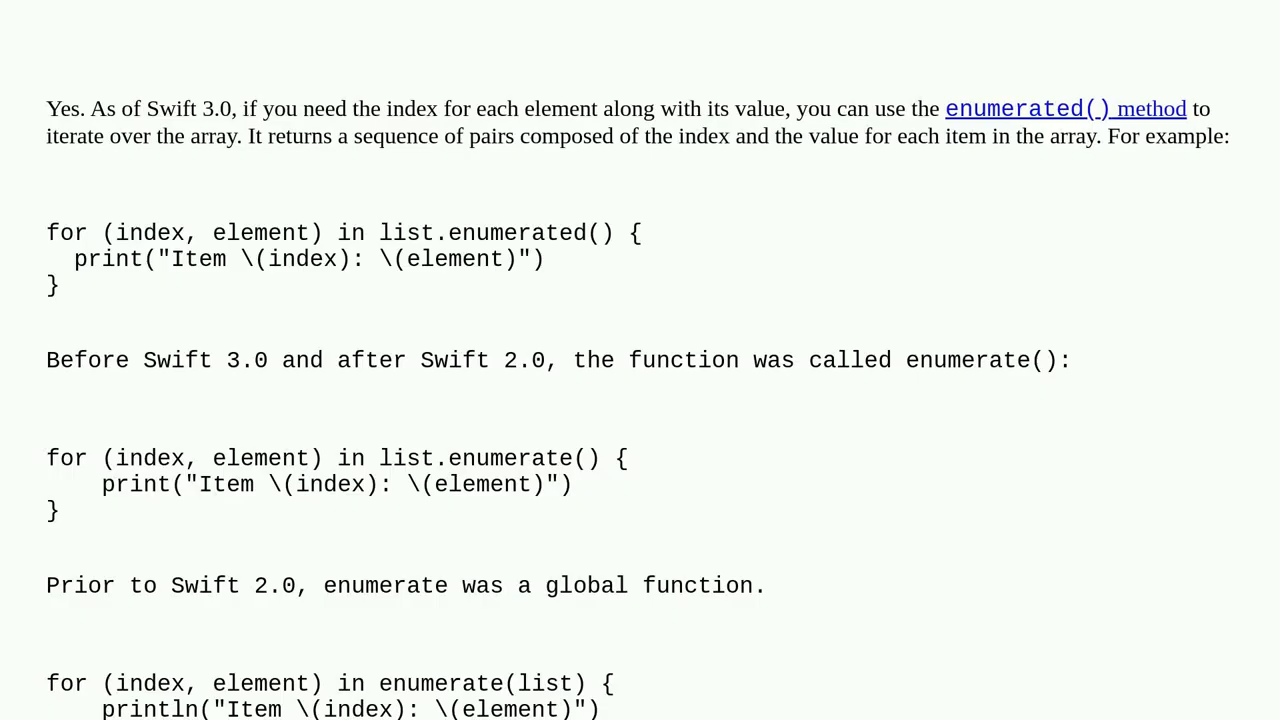 Yes. As of Swift 3.0, if you need the index for each element along with its value, you can use the enumerated() method to
iterate over the array. It returns a sequence of pairs composed of the index and the value for each item in the array. For example:
for (index, element) in list.enumerated() {
  print("Item \(index): \(element)")
}
Before Swift 3.0 and after Swift 2.0, the function was called enumerate():
for (index, element) in list.enumerate() {
    print("Item \(index): \(element)")
}
Prior to Swift 2.0, enumerate was a global function.
for (index, element) in enumerate(list) {
    println("Item \(index): \(element)")